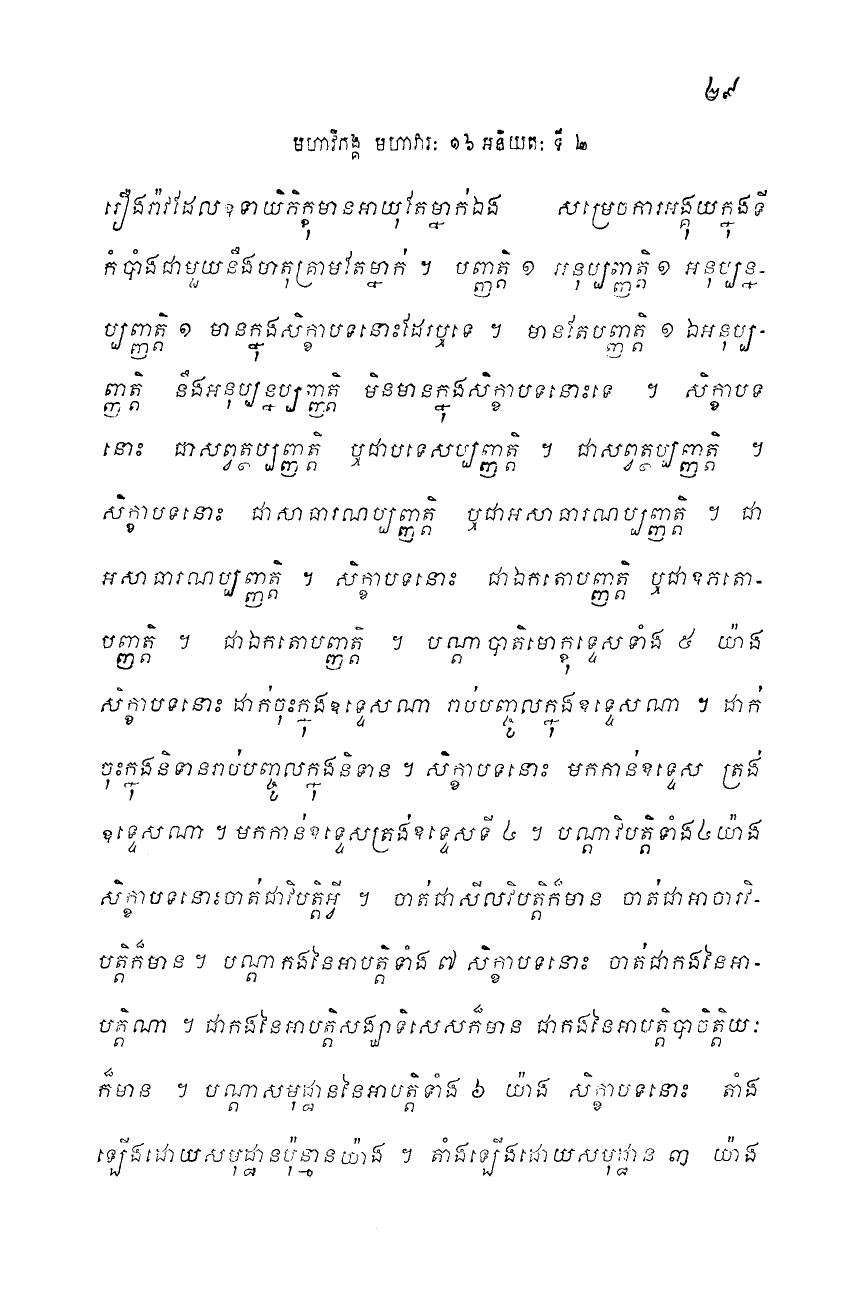 ២៩
មហាវិភង្គ មហាវារៈ ១៦ អនិយតៈ ទី ២
រឿងរ៉ាវដែលឧទាយិភិក្ខុមានអាយុតែម្នាក់ឯង សម្រេចការអង្គុយក្នុងទី
កំបាំងជាមួយនឹងមាតុគ្រាមតែម្នាក់ ។ បញ្ញត្តិ ១ អនុប្បញ្ញត្តិ ១ អនុប្បន្ន-
ប្បញ្ញត្តិ ១ មានក្នុងសិក្ខាបទនោះដែរឬទេ ។ មានតែបញ្ញត្តិ ១ ឯអនុប្ប-
ញ្ញត្តិ នឹងអនុប្បន្នប្បញ្ញត្តិ មិនមានក្នុងសិក្ខាបទនោះទេ ។ សិក្ខាបទ
នោះ ជាសព្វត្ថប្បញ្ញត្តិ ឬជាបទេសប្បញ្ញត្តិ ។ ជាសព្វត្ថប្បញ្ញត្តិ ។
សិក្ខាបទនោះ ជាសាធារណប្បញ្ញត្តិ ឬជាអសាធារណប្បញ្ញត្តិ ។ ជា
អសាធារណប្បញ្ញត្តិ ។ សិក្ខាបទនោះ ជាឯកតោបញ្ញត្តិ ឬជាឧភតោ-
បញ្ញត្តិ ។ ជាឯកតោបញ្ញត្តិ ។ បណ្តាបាតិមោក្ខុទ្ទេសទាំង ៥ យ៉ាង
សិក្ខាបទនោះ ដាក់ចុះក្នុងឧទ្ទេសណា រាប់បញ្ចូលក្នុងឧទ្ទេសណា ។ ដាក់
ចុះក្នុងនិទានរាប់បញ្ចូលក្នុងនិទាន ។ សិក្ខាបទនោះ មកកាន់ឧទ្ទេស ត្រង់
ឧទ្ទេសណា ។ មកកាន់ឧទ្ទេសត្រង់ឧទ្ទេសទី ៤ ។ បណ្តាវិបត្តិទាំង៤យ៉ាង
សិក្ខាបទនោះចាត់ជាវិបត្តិអ្វី ។ ចាត់ជាសីលវិបត្តិក៏មាន ចាត់ជាអាចារវិ-
បត្តិក៏មាន ។ បណ្តាកងនៃអាបត្តិទាំង ៧ សិក្ខាបទនោះ ចាត់ជាកងនៃអា-
បត្តិណា ។ ជាកងនៃអាបត្តិសង្ឃាទិសេសក៏មាន ជាកងនៃអាបត្តិបាចិត្តិយៈ
ក៏មាន ។ បណ្តាសមុដ្ឋាននៃអាបត្តិទាំង ៦ យ៉ាង សិក្ខាបទនោះ តាំង
ឡើងដោយសមុដ្ឋានប៉ុន្មានយ៉ាង ។ តាំងឡើងដោយសមុដ្ឋាន ៣ យ៉ាង